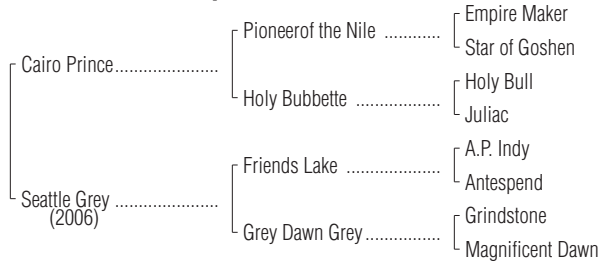 Empire Maker
Pioneerof the Nile ............
Star of Goshen
Cairo Prince......................
Holy Bull
Holy Bubbette ..................
Juliac
A.P. Indy
Friends Lake ....................
Antespend
Seattle Grey ......................
(2006)
Grindstone
Grey Dawn Grey................
Magnificent Dawn